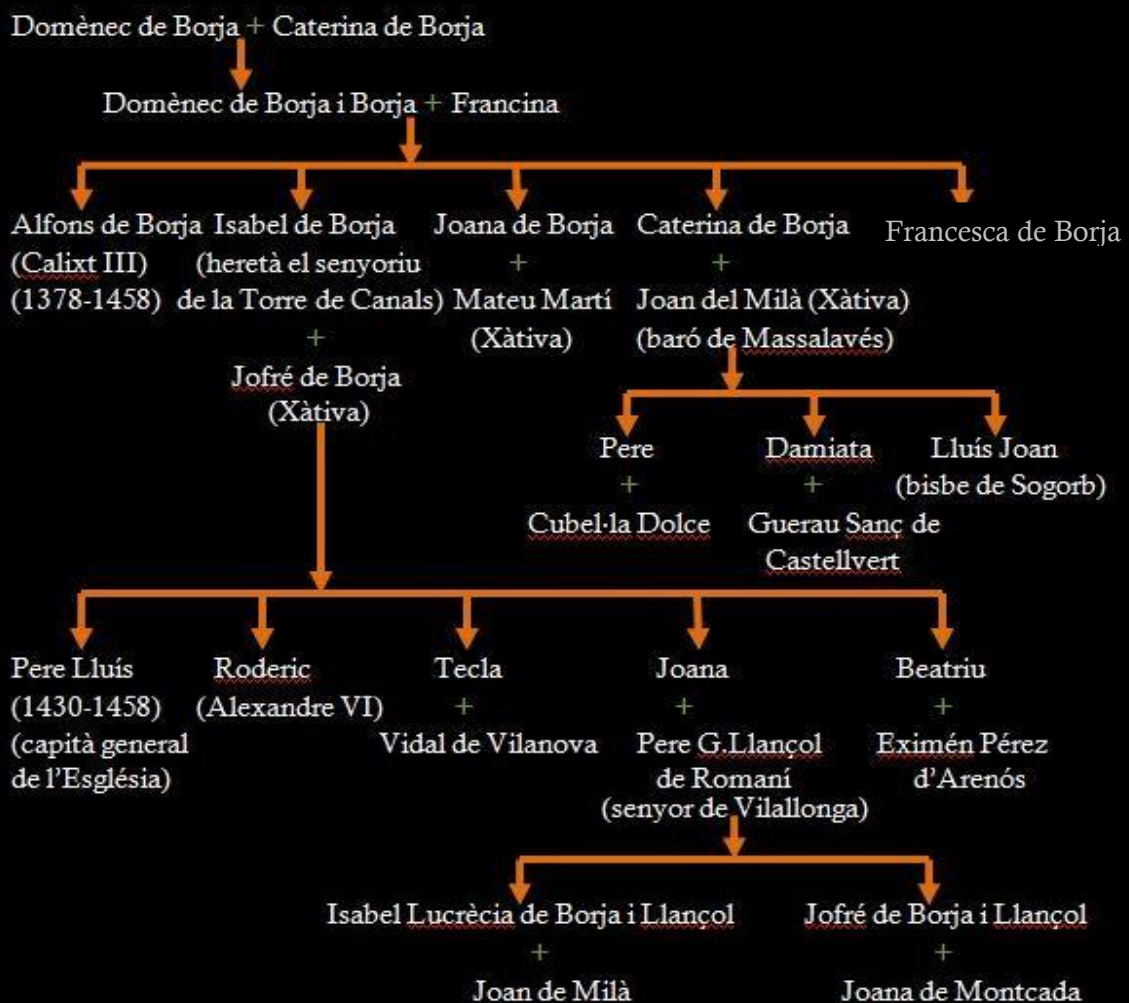 Domènec de Borja + Caterina de Borja
Domènec de Borja i Borja + Francina
Alfons de Borja
(Calixt III)
(1378-1458)
Isabel de Borja
(heretà el senyoriu
de la Torre de Canals)
+
Jofré de Borja
(Xàtiva)
Joana de Borja
+
Mateu Martí
(Xàtiva)
Caterina de Borja
+
Joan del Milà (Xàtiva)
(baró de Massalavés)
Francesca de Borja
Pere
+
Cubel·la Dolce
Damiata
+
Guerau Sanç de
Castellvert
Lluís Joan
(bisbe de Sogorb)
Pere Lluís
(1430-1458)
(capità general
de l’Església)
Roderic
(Alexandre VI)
Tecla
+
Vidal de Vilanova
Joana
+
Pere G.Llançol
de Romaní
(senyor de Vilallonga)
Beatriu
+
Eximén Pérez
d’Arenós
Isabel Lucrècia de Borja i Llançol
+
Joan de Milà
Jofré de Borja i Llançol
+
Joana de Montcada